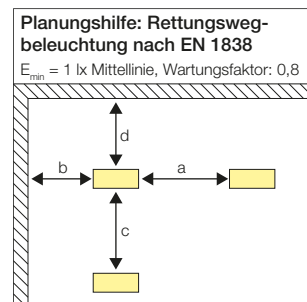 Planungshilfe: Rettungsweg-
beleuchtung nach EN 1838
Emin = 1 lx Mittellinie, Wartungsfaktor: 0,8
d
b
a
c